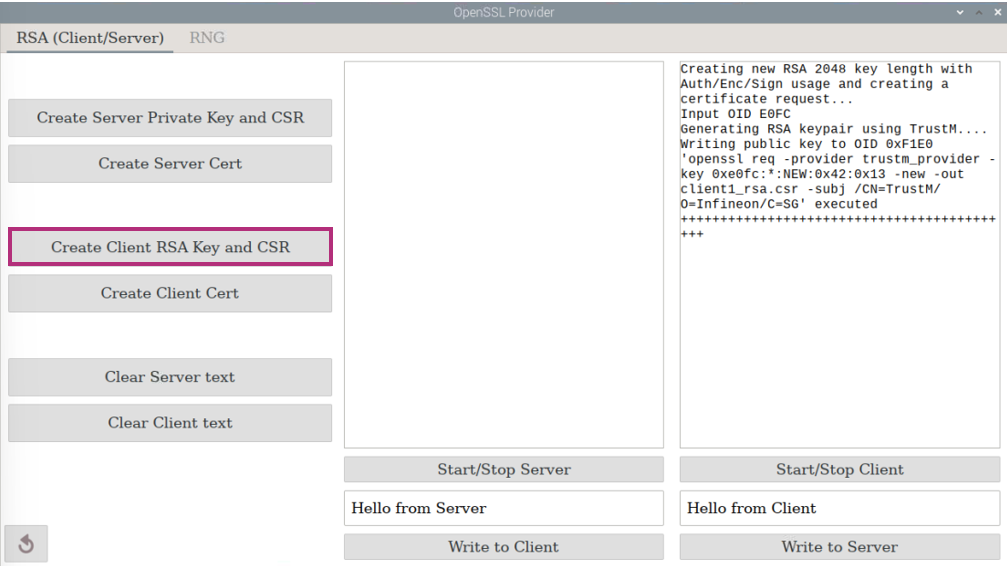 OpenSSL Provider
RSA (Client/Server)
RNG
Create Server Private Key and CSR
Create Server Cert
Create Client RSA Key and CSR
Create Client Cert
Clear Server text
Clear Client text
Start/Stop Server
Hello from Server
Write to Client
Creating new RSA 2048 key length with
Auth/Enc/Sign usage and creating a
certificate request...
Input OID E0FC
Generating RSA keypair using TrustM....
Writing public key to OID 0xF1E0
'openssl req -provider trustm_provider -
key 0xe0fc:*:NEW:0x42:0x13 -new -out
client1_rsa.csr -subj /CN=TrustM/
O=Infineon/C=SG' executed
++++++++++++++++++++++++++++++++++++++++
+++
Start/Stop Client
Hello from Client
Write to Server